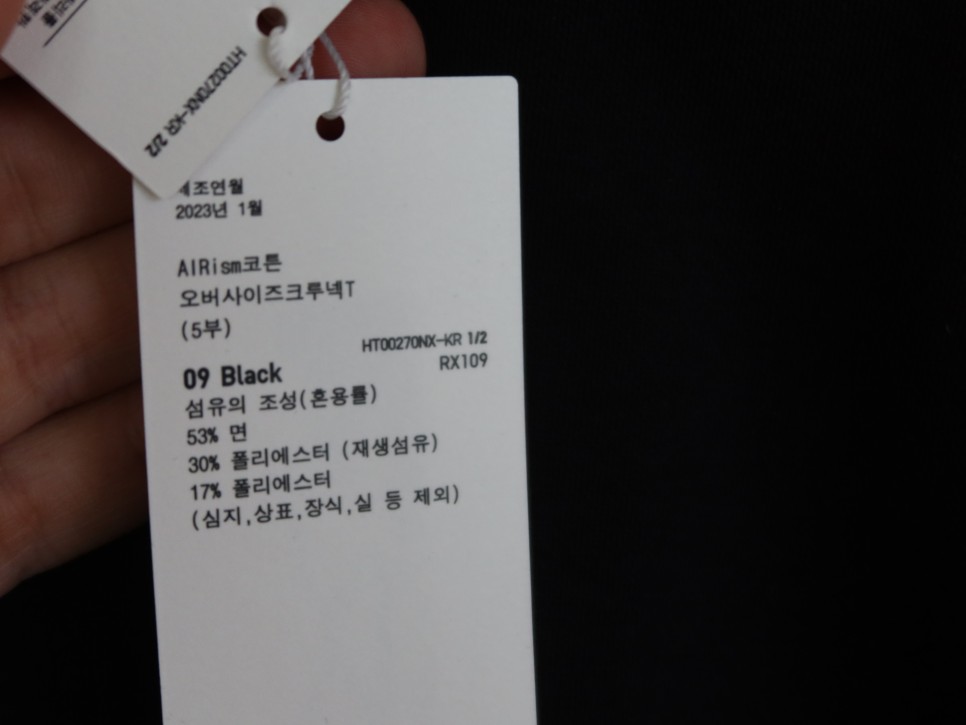 HT00270NX-KR 2/2
제조연월
2023년 1월
AIRism코튼
오버사이즈크루넥T
(5부)
HT00270NX-KR 1/2
RX109
09 Black
섬유의 조성(혼용률)
53% 면
30% 폴리에스터 (재생섬유)
17% 폴리에스터
(심지,상표,장식,실 등 제외)